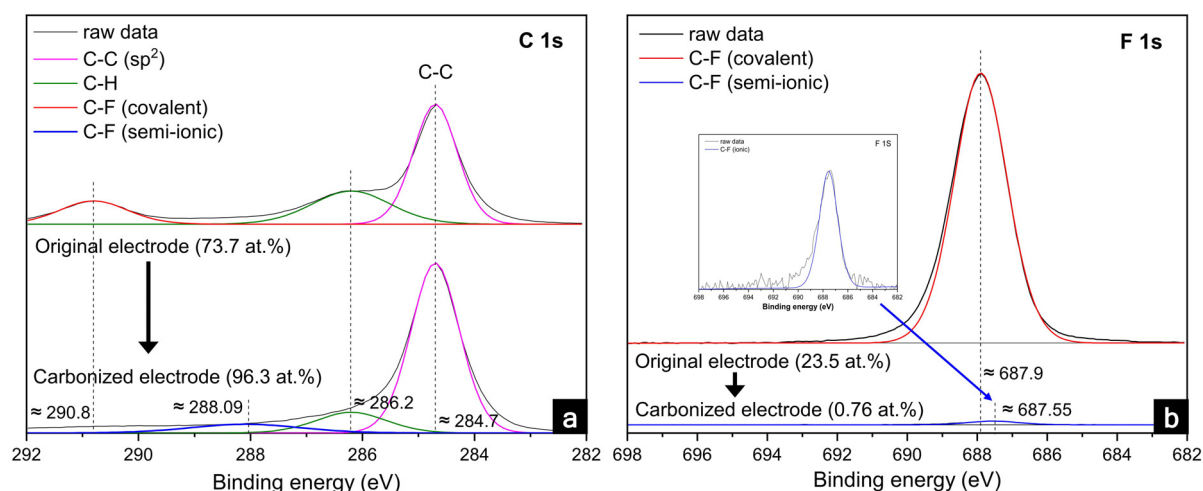 raw data
C-C (sp²)
C-H
C-F (covalent)
C-F (semi-ionic)
C 1s
C-C
Original electrode (73.7 at.%)
Carbonized electrode (96.3 at.%)
≈ 290.8
≈ 288.09
≈ 286.2
≈ 284.7
a
292 290 288 286 284 282
Binding energy (eV)
raw data
C-F (covalent)
C-F (semi-ionic)
F 1s
raw data
C-F (ionic)
F 1S
698 696 694 692 690 688 686 684 682
Binding energy (eV)
Original electrode (23.5 at.%)
≈ 687.9
Carbonized electrode (0.76 at.%)
≈ 687.55
b
698 696 694 692 690 688 686 684 682
Binding energy (eV)